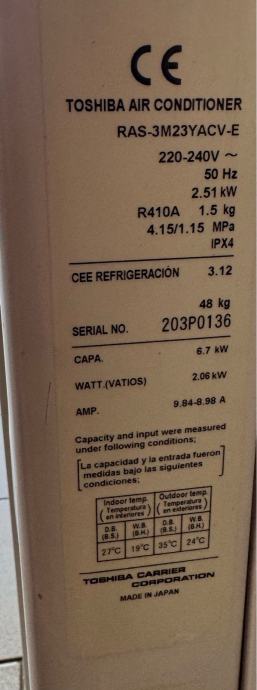 CE
TOSHIBA AIR CONDITIONER
RAS-3M23YACV-E
220-240V ~
50 Hz
2.51 kW
R410A 1.5 kg
4.15/1.15 MPa
IPX4
CEE REFRIGERACIÓN 3.12
48 kg
SERIAL NO. 203P0136
CAPA. 6.7 kW
WATT.(VATIOS) 2.06 kW
AMP. 9.84-8.98 A
Capacity and input were measured
under following conditions;
La capacidad y la entrada fueron
medidas bajo las siguientes
condiciones;
Indoor temp. Outdoor temp.
(Temperatura en interiores) (Temperatura en exteriores)
D.B. (B.S.) W.B. (B.H.) D.B. (B.S.) W.B. (B.H.)
27°C 19°C 35°C 24°C
TOSHIBA CARRIER
CORPORATION
MADE IN JAPAN